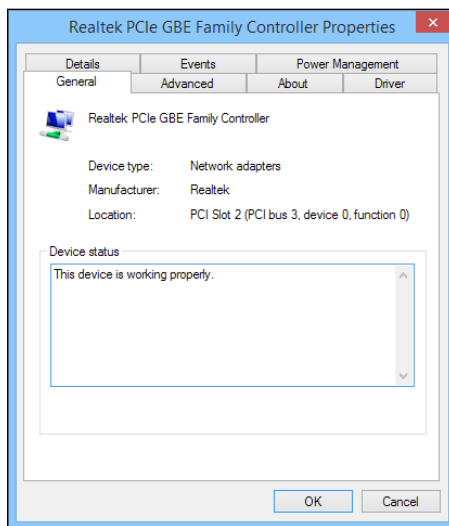 Realtek PCIe GBE Family Controller Properties
Details Events Power Management
General Advanced About Driver
Realtek PCIe GBE Family Controller
Device type: Network adapters
Manufacturer: Realtek
Location: PCI Slot 2 (PCI bus 3, device 0, function 0)
Device status
This device is working properly.
OK Cancel